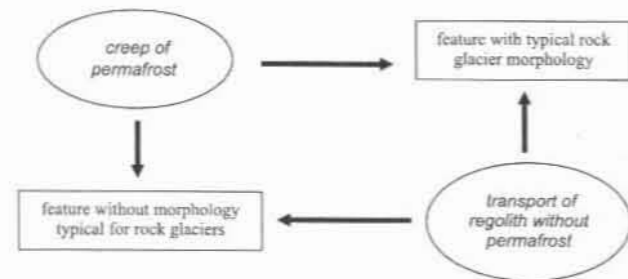 creep of
permafrost
feature with typical rock
glacier morphology
feature without morphology
typical for rock glaciers
transport of
regolith without
permafrost